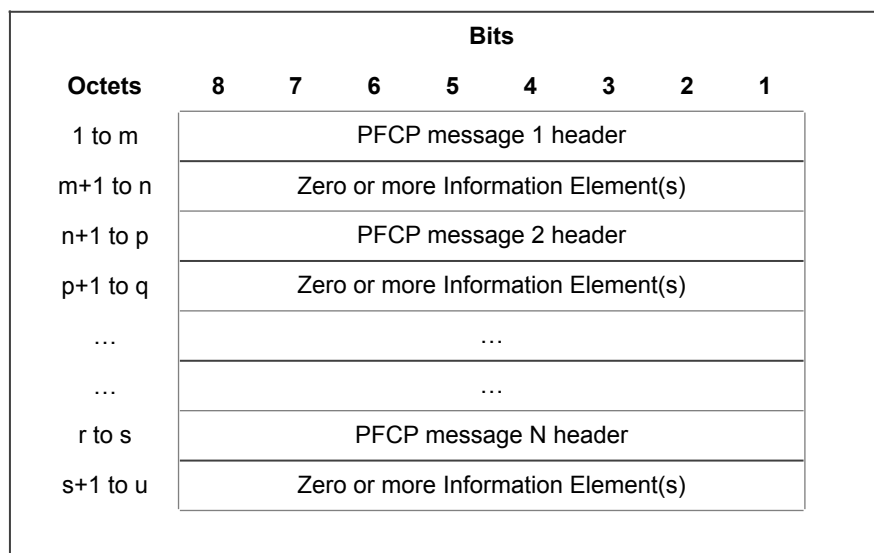 Bits
Octets 8 7 6 5 4 3 2 1
1 to m PFCP message 1 header
m+1 to n Zero or more Information Element(s)
n+1 to p PFCP message 2 header
p+1 to q Zero or more Information Element(s)
… …
… …
r to s PFCP message N header
s+1 to u Zero or more Information Element(s)